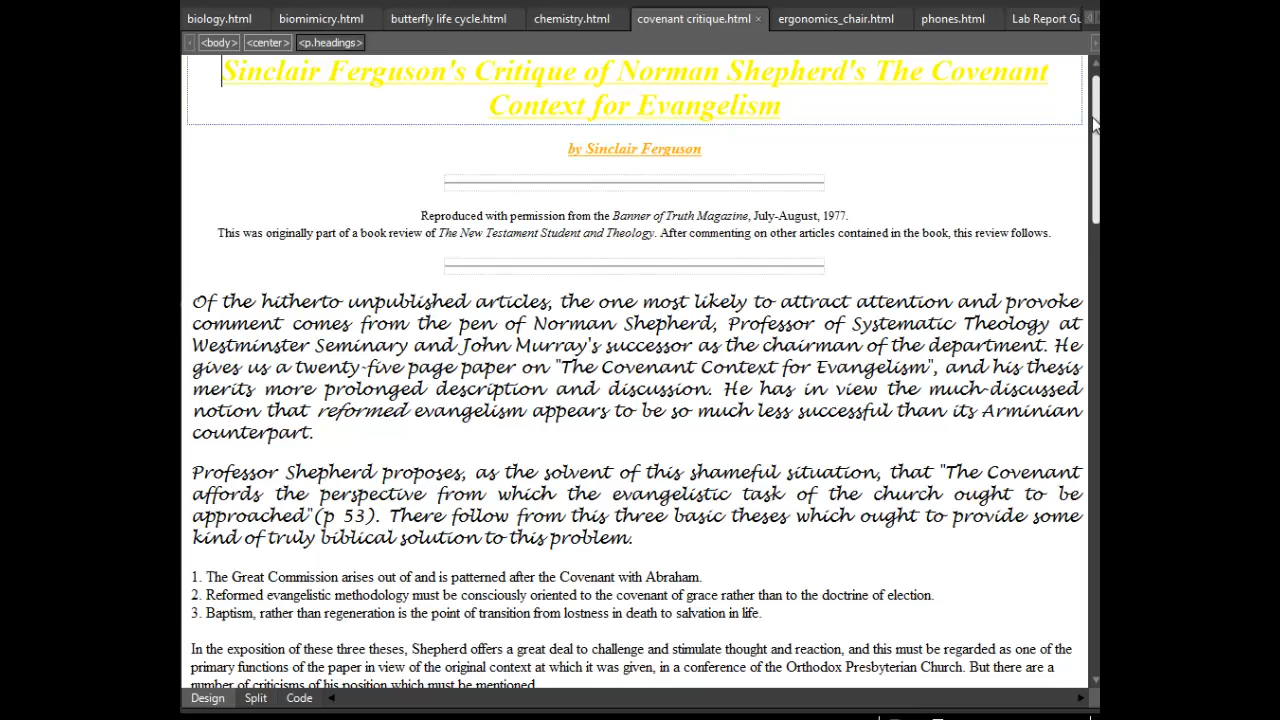 biology.html biomimicry.html butterfly life cycle.html chemistry.html covenant critique.html × ergonomics_chair.html phones.html Lab Report Gu
<body> <center> <p.headings>
Sinclair Ferguson's Critique of Norman Shepherd's The Covenant
Context for Evangelism
by Sinclair Ferguson
Reproduced with permission from the Banner of Truth Magazine, July-August, 1977.
This was originally part of a book review of The New Testament Student and Theology. After commenting on other articles contained in the book, this review follows.
Of the hitherto unpublished articles, the one most likely to attract attention and provoke
comment comes from the pen of Norman Shepherd, Professor of Systematic Theology at
Westminster Seminary and John Murray's successor as the chairman of the department. He
gives us a twenty-five page paper on "The Covenant Context for Evangelism", and his thesis
merits more prolonged description and discussion. He has in view the much-discussed
notion that reformed evangelism appears to be so much less successful than its Arminian
counterpart.
Professor Shepherd proposes, as the solvent of this shameful situation, that "The Covenant
affords the perspective from which the evangelistic task of the church ought to be
approached"(p 53). There follow from this three basic theses which ought to provide some
kind of truly biblical solution to this problem.
1. The Great Commission arises out of and is patterned after the Covenant with Abraham.
2. Reformed evangelistic methodology must be consciously oriented to the covenant of grace rather than to the doctrine of election.
3. Baptism, rather than regeneration is the point of transition from lostness in death to salvation in life.
In the exposition of these three theses, Shepherd offers a great deal to challenge and stimulate thought and reaction, and this must be regarded as one of the
primary functions of the paper in view of the original context at which it was given, in a conference of the Orthodox Presbyterian Church. But there are a
number of criticisms of his position which must be mentioned
Design Split Code